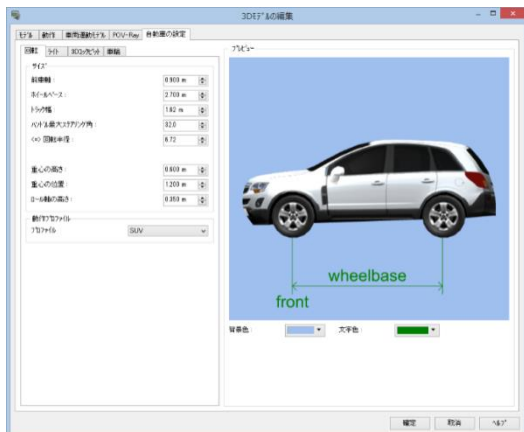 3Dﾓﾃﾞﾙの編集
ﾓﾃﾞﾙ 動作 車両運動ﾓﾃﾞﾙ POV-Ray 自動車の設定
回転 ﾗｲﾄ 3Dｺｯｸﾋﾟｯﾄ 車輪
ｻｲｽﾞ
前車軸： 0.900 m
ﾎｲｰﾙﾍﾞｰｽ： 2.700 m
ﾄﾗｯｸ幅： 1.82 m
ﾊﾝﾄﾞﾙ最大ｽﾃｱﾘﾝｸﾞ角： 32.0
(=) 回転半径： 6.72
重心の高さ： 0.600 m
重心の位置： 1.200 m
ﾛｰﾙ軸の高さ： 0.350 m
動作ﾌﾟﾛﾌｧｲﾙ
ﾌﾟﾛﾌｧｲﾙ SUV
ﾌﾟﾚﾋﾞｭｰ
wheelbase
front
背景色： 文字色：
確定 取消 ﾍﾙﾌﾟ